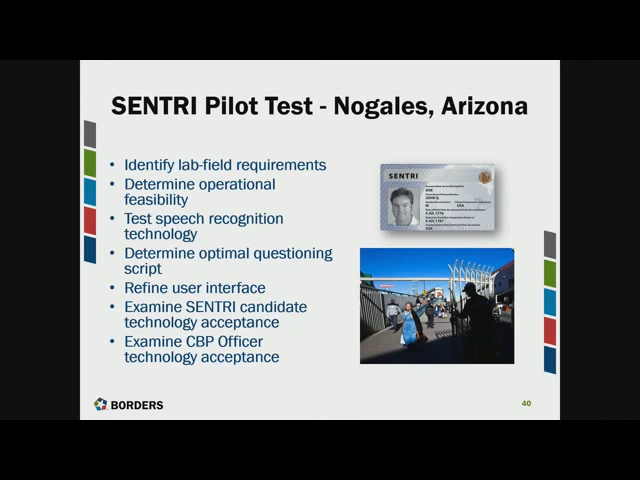 SENTRI Pilot Test - Nogales, Arizona
• Identify lab-field requirements
• Determine operational
feasibility
• Test speech recognition
technology
• Determine optimal questioning
script
• Refine user interface
• Examine SENTRI candidate
technology acceptance
• Examine CBP Officer
technology acceptance
SENTRI
DOE
JOHN Q.
M USA
USA
BORDERS
40